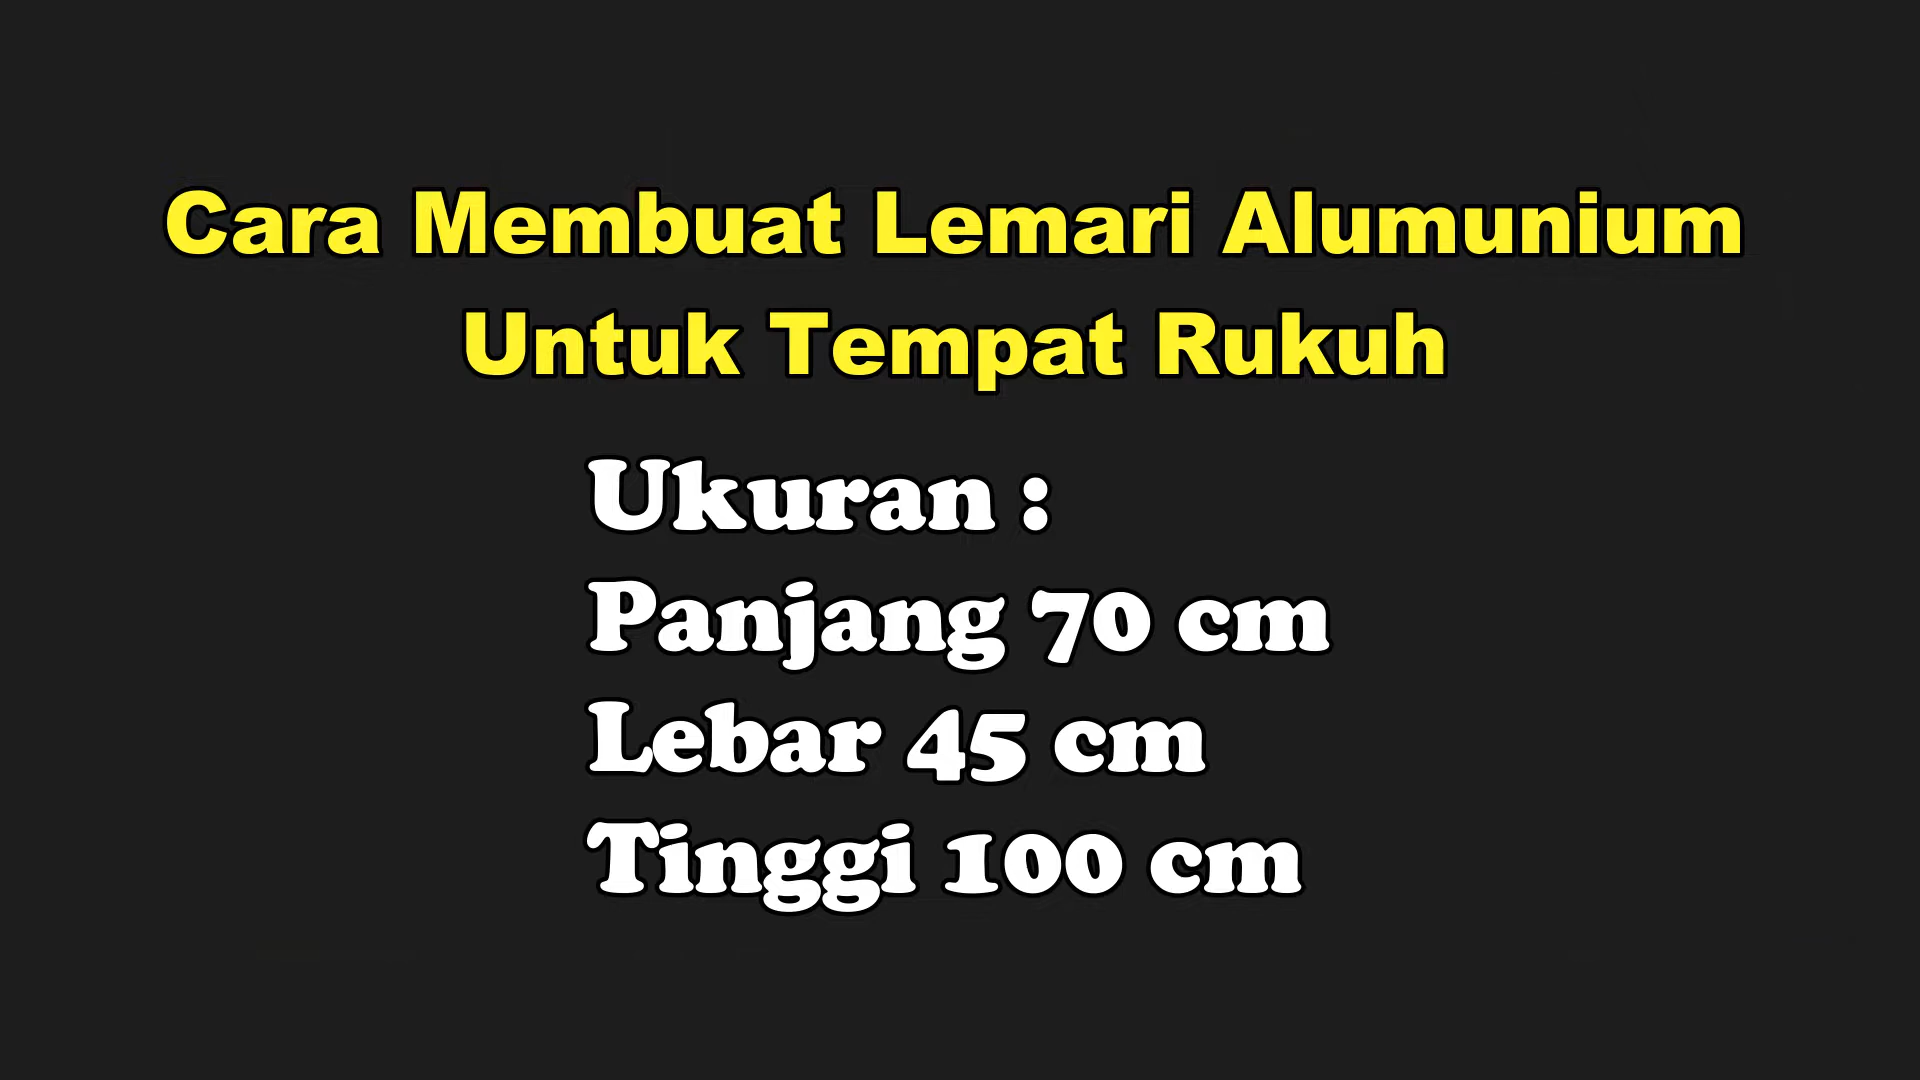 Cara Membuat Lemari Alumunium
Untuk Tempat Rukuh
Ukuran :
Panjang 70 cm
Lebar 45 cm
Tinggi 100 cm